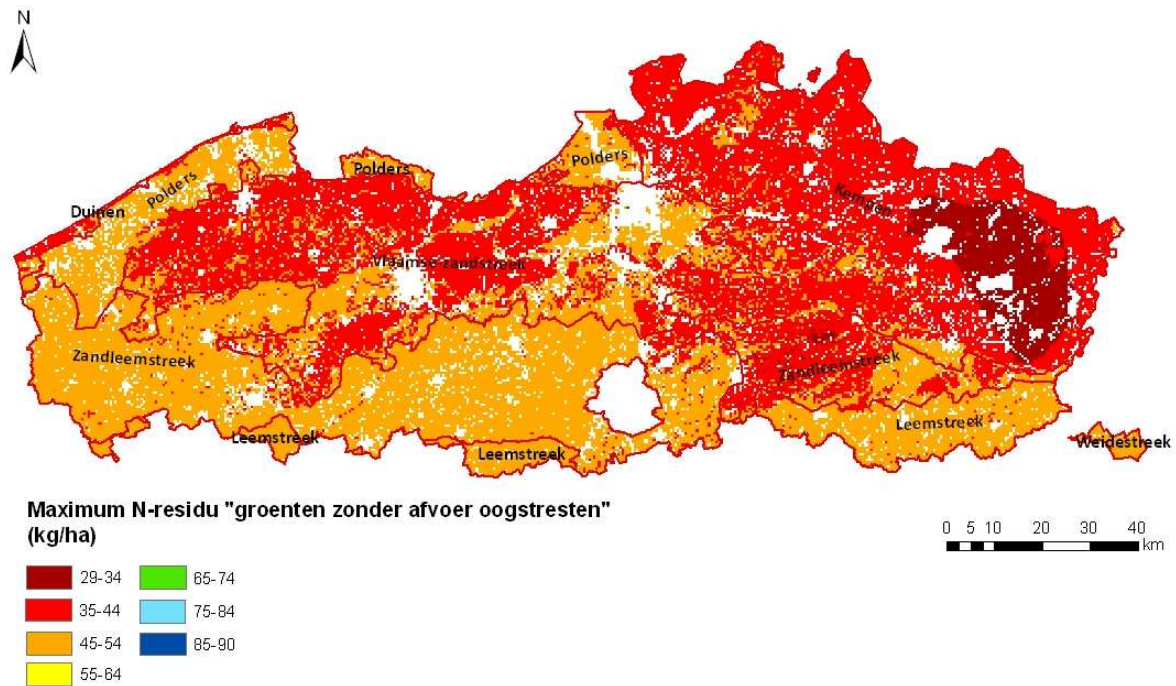 N
Polders
Polders
Polders
Duinen
Kempen
Vlaamse zandstreek
Zandleemstreek
Zandleemstreek
Leemstreek
Leemstreek
Leemstreek
Weidestreek
Maximum N-residu "groenten zonder afvoer oogstresten"
(kg/ha)
29-34
35-44
45-54
55-64
65-74
75-84
85-90
0 5 10 20 30 40
km